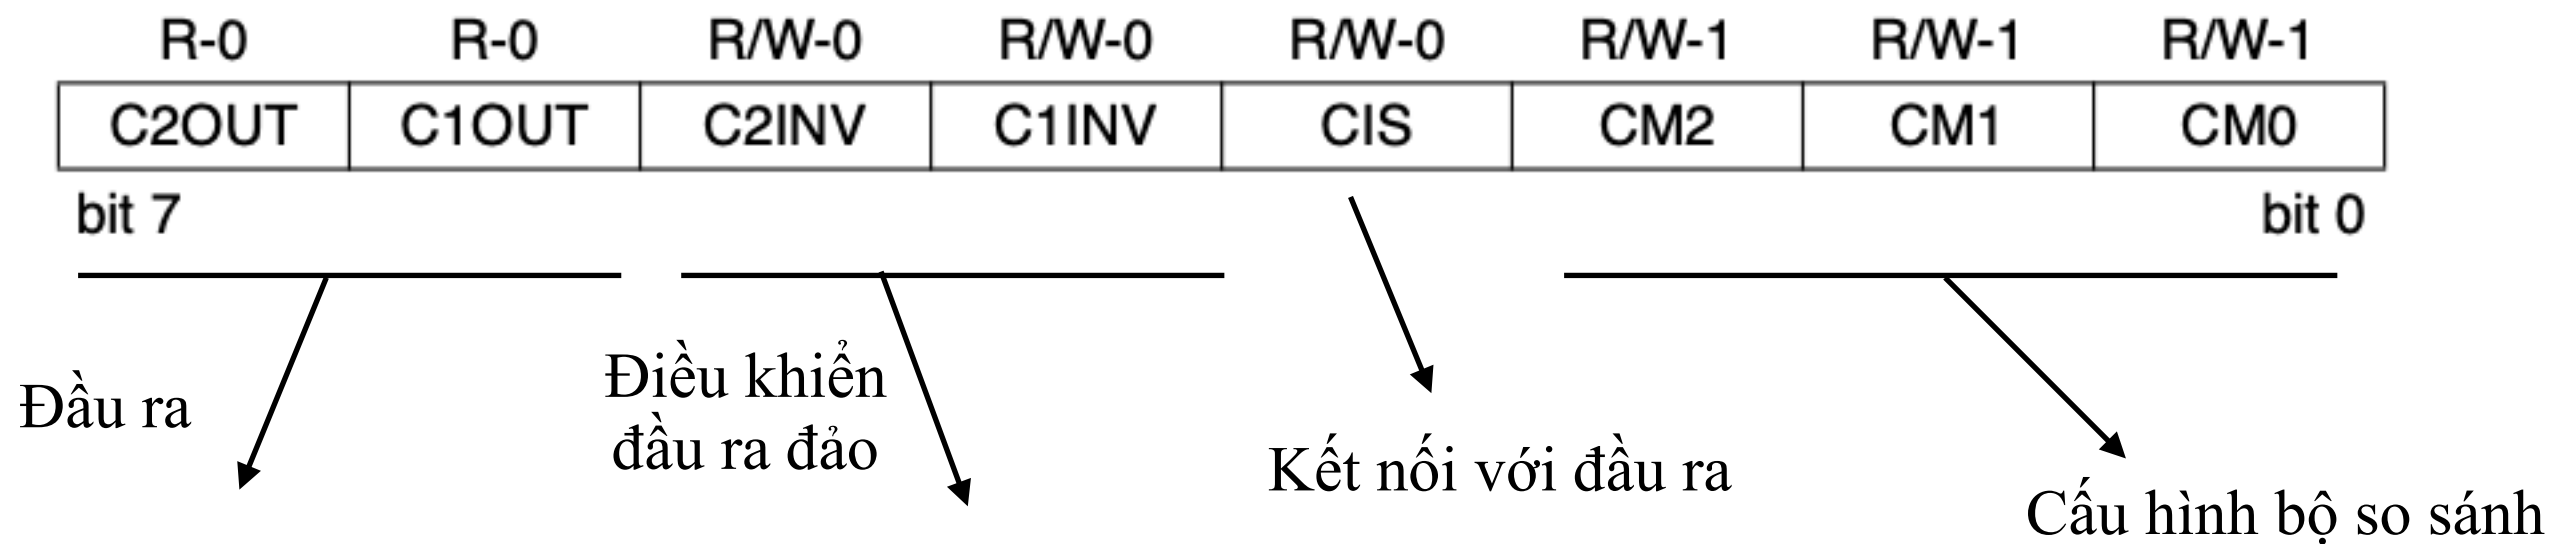 R-0 R-0 R/W-0 R/W-0 R/W-0 R/W-1 R/W-1 R/W-1
C2OUT C1OUT C2INV C1INV CIS CM2 CM1 CM0
bit 7 bit 0
Đầu ra
Điều khiển
đầu ra đảo
Kết nối với đầu ra
Cấu hình bộ so sánh